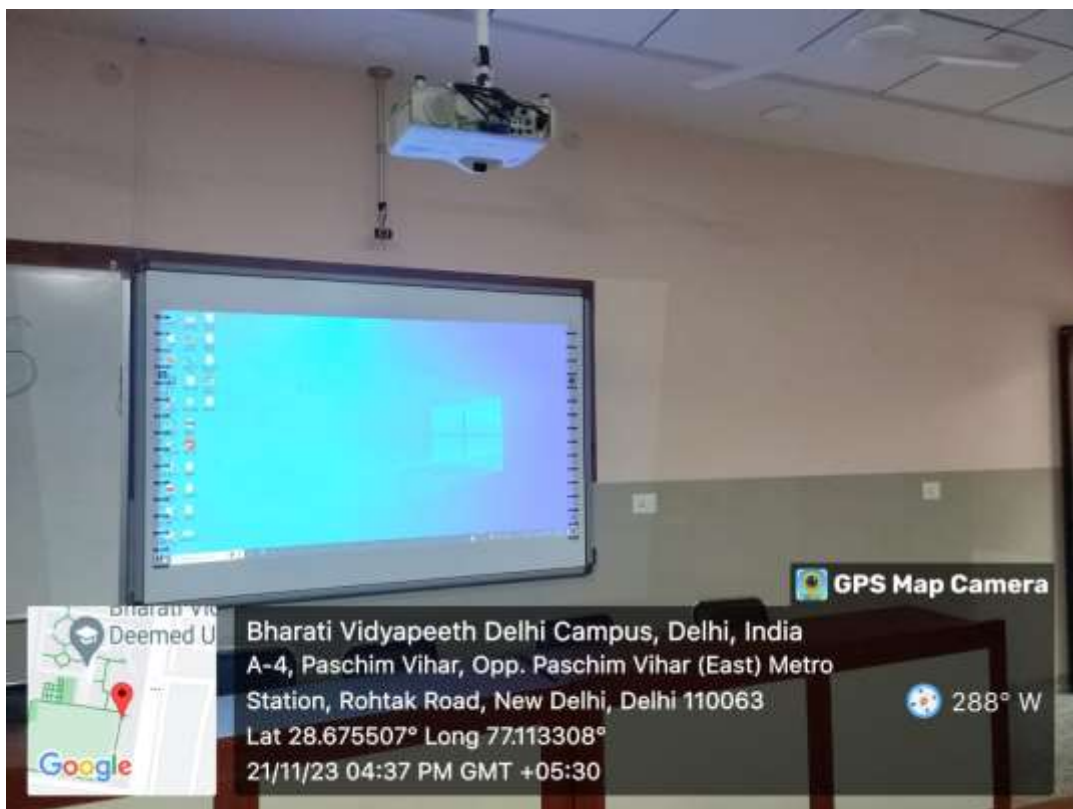 GPS Map Camera
Bharati Vid
Deemed U
Google
Bharati Vidyapeeth Delhi Campus, Delhi, India
A-4, Paschim Vihar, Opp. Paschim Vihar (East) Metro
Station, Rohtak Road, New Delhi, Delhi 110063
Lat 28.675507° Long 77.113308°
21/11/23 04:37 PM GMT +05:30
288° W